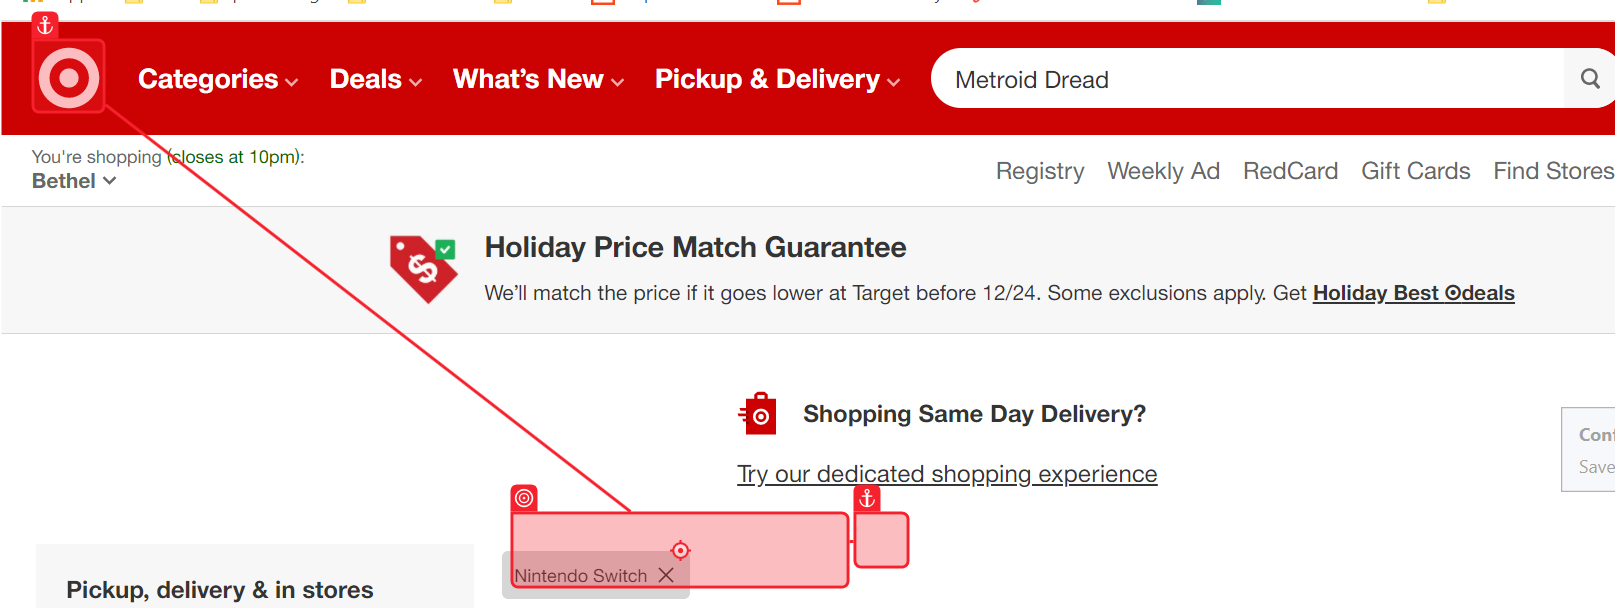 Categories Deals What's New Pickup & Delivery Metroid Dread
You're shopping (closes at 10pm):
Bethel
Registry Weekly Ad RedCard Gift Cards Find Stores
Holiday Price Match Guarantee
We'll match the price if it goes lower at Target before 12/24. Some exclusions apply. Get Holiday Best deals
Shopping Same Day Delivery?
Try our dedicated shopping experience
Save
Nintendo Switch
Pickup, delivery & in stores